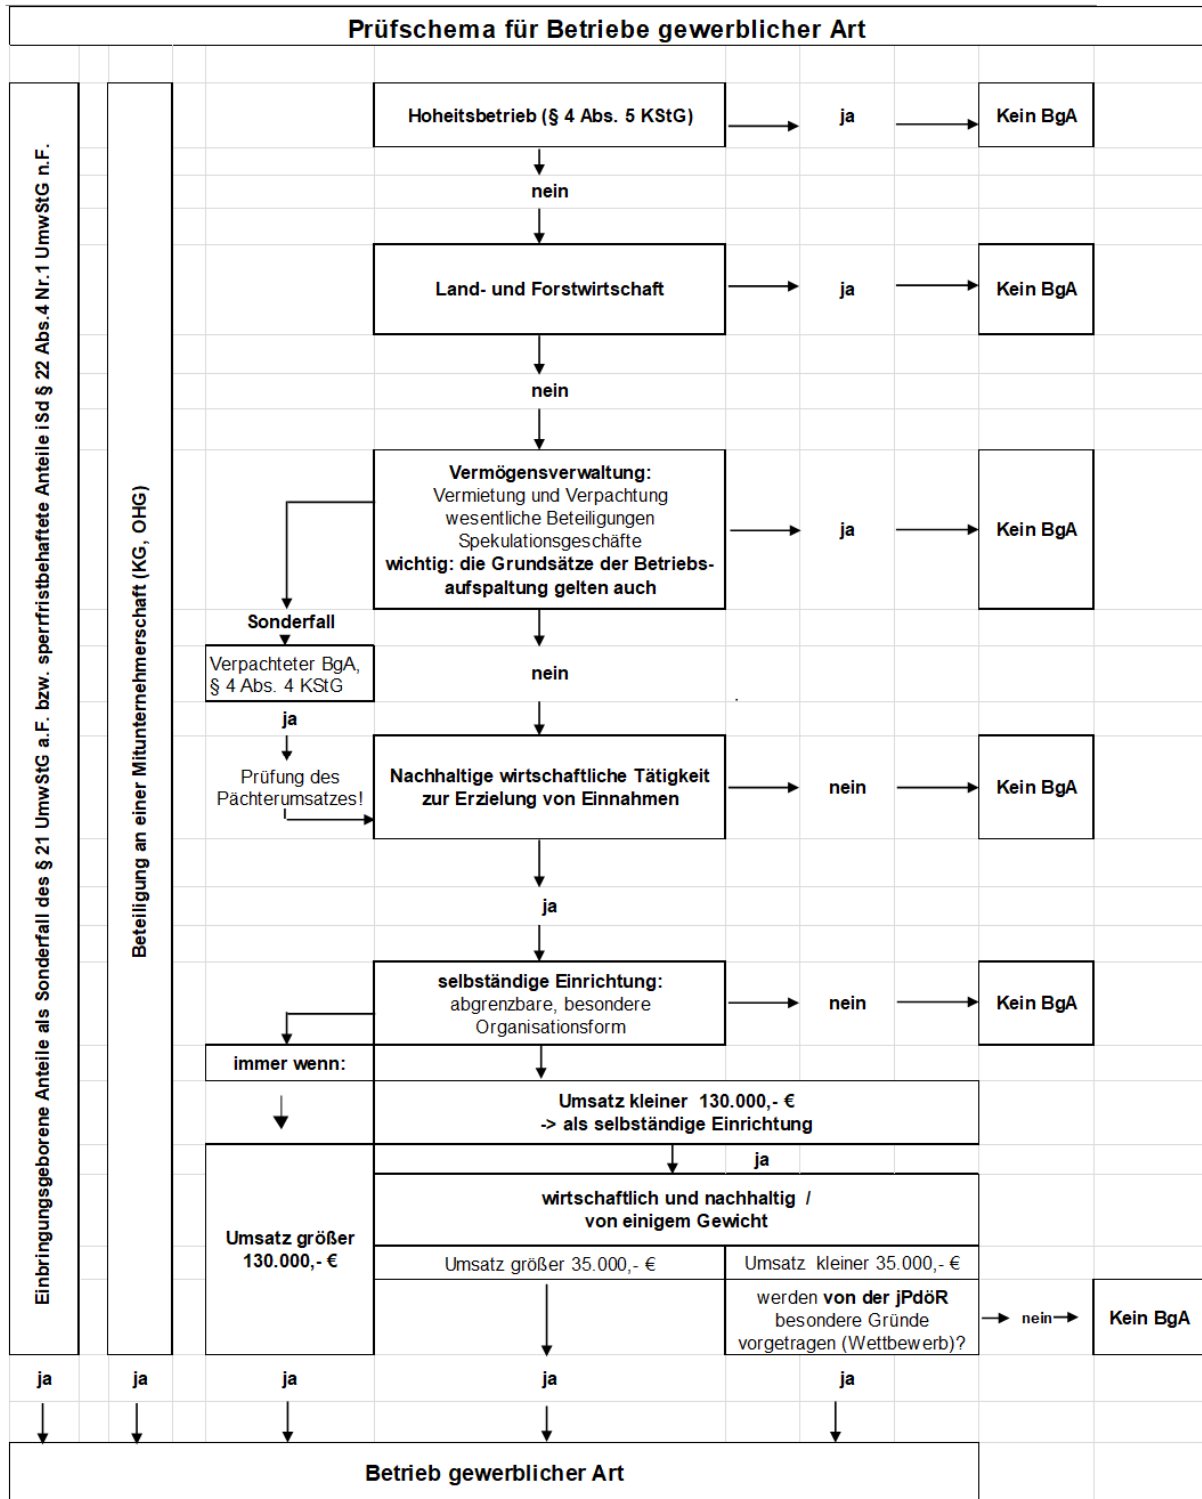 Prüfschema für Betriebe gewerblicher Art
Einbringungsgeborene Anteile als Sonderfall des § 21 UmwStG a.F. bzw. sperrfristbehaftete Anteile iSd § 22 Abs.4 Nr.1 UmwStG n.F.
Beteiligung an einer Mitunternehmerschaft (KG, OHG)
Hoheitsbetrieb (§ 4 Abs. 5 KStG)
ja
Kein BgA
nein
Land- und Forstwirtschaft
ja
Kein BgA
nein
Vermögensverwaltung:
Vermietung und Verpachtung
wesentliche Beteiligungen
Spekulationsgeschäfte
wichtig: die Grundsätze der Betriebs-
aufspaltung gelten auch
ja
Kein BgA
Sonderfall
Verpachteter BgA,
§ 4 Abs. 4 KStG
nein
ja
Prüfung des
Pächterumsatzes!
Nachhaltige wirtschaftliche Tätigkeit
zur Erzielung von Einnahmen
nein
Kein BgA
ja
selbständige Einrichtung:
abgrenzbare, besondere
Organisationsform
nein
Kein BgA
immer wenn:
Umsatz kleiner 130.000,- €
-> als selbständige Einrichtung
ja
wirtschaftlich und nachhaltig /
von einigem Gewicht
Umsatz größer
130.000,- €
Umsatz größer 35.000,- €
Umsatz kleiner 35.000,- €
werden von der jPdöR
besondere Gründe
vorgetragen (Wettbewerb)?
nein
Kein BgA
ja ja ja ja ja
Betrieb gewerblicher Art